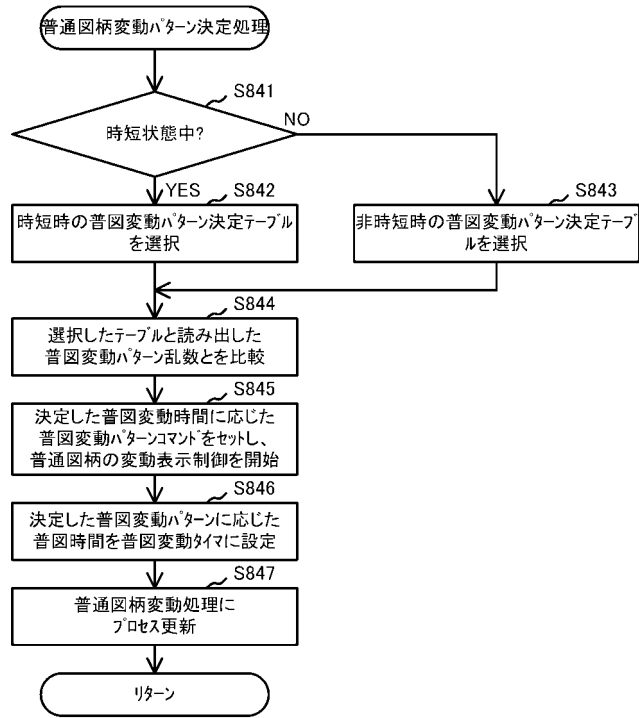 普通図柄変動パターン決定処理
S841
時短状態中?
NO
YES
S842
S843
時短時の普図変動パターン決定テーブル
を選択
非時短時の普図変動パターン決定テーブ
ルを選択
S844
選択したテーブルと読み出した
普図変動パターン乱数とを比較
S845
決定した普図変動時間に応じた
普図変動パターンコマンドをセットし、
普通図柄の変動表示制御を開始
S846
決定した普図変動パターンに応じた
普図時間を普図変動タイマに設定
S847
普通図柄変動処理に
プロセス更新
リターン